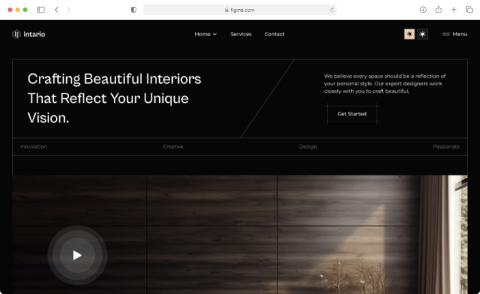 figma.com
Intario
Home
Services
Contact
Menu
Crafting Beautiful Interiors
That Reflect Your Unique
Vision.
We believe every space should be a reflection of
your personal style. Our expert designers work
closely with you to craft beautiful.
Get Started
Innovation
Creative
Design
Passionate